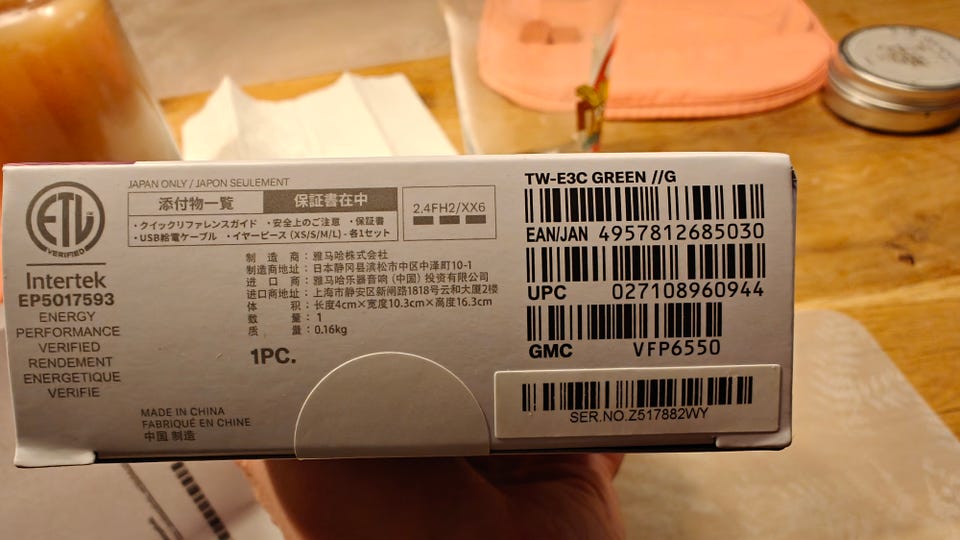 ETL
VERIFIED
Intertek
EP5017593
ENERGY
PERFORMANCE
VERIFIED
RENDEMENT
ENERGETIQUE
VERIFIE
JAPAN ONLY / JAPON SEULEMENT
添付物一覧 保証書在中
・クイックリファレンスガイド ・安全上のご注意 ・保証書
・USB給電ケーブル ・イヤーピース (XS/S/M/L) - 各1セット
2.4FH2/XX6
制造商：雅马哈株式会社
制造商地址：日本静冈县滨松市中区中泽町10-1
进口商：雅马哈乐器音响（中国）投资有限公司
进口商地址：上海市静安区新闸路1818号云和大厦2楼
体积：长度4cm×宽度10.3cm×高度16.3cm
数量：1
质量：0.16kg
1PC.
MADE IN CHINA
FABRIQUÉ EN CHINE
中国 制造
TW-E3C GREEN //G
EAN/JAN 4957812685030
UPC 027108960944
GMC VFP6550
SER.NO.Z517882WY